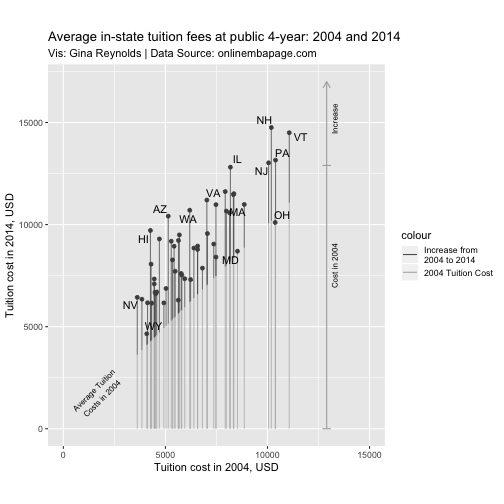 Average in-state tuition fees at public 4-year: 2004 and 2014
Vis: Gina Reynolds | Data Source: onlinembapage.com
Tuition cost in 2014, USD
15000
10000
5000
0
NH
VT
PA
NJ
IL
OH
VA
MA
WA
AZ
MD
HI
NV
WY
Average Tuition
Costs in 2004
Increase
Cost in 2004
0
5000
10000
15000
Tuition cost in 2004, USD
colour
Increase from
2004 to 2014
2004 Tuition Cost